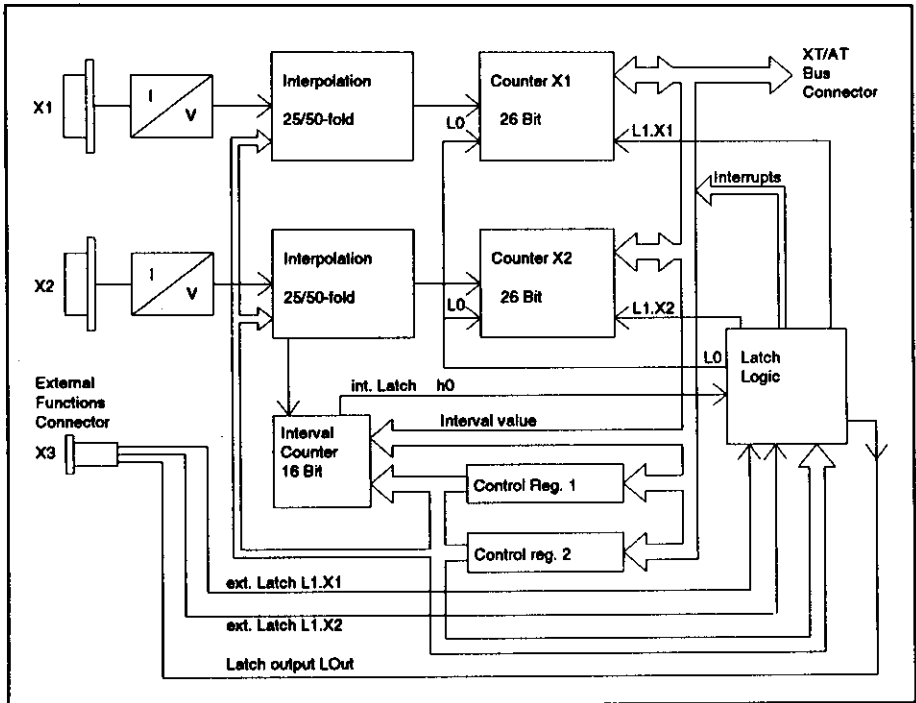 X1
I
V
Interpolation
25/50-fold
L0
Counter X1
26 Bit
L1.X1
XT/AT
Bus
Connector
Interrupts
X2
I
V
Interpolation
25/50-fold
L0
Counter X2
26 Bit
L1.X2
L0
Latch
Logic
External
Functions
Connector
X3
int. Latch h0
Interval
Counter
16 Bit
Interval value
Control Reg. 1
Control reg. 2
ext. Latch L1.X1
ext. Latch L1.X2
Latch output LOut